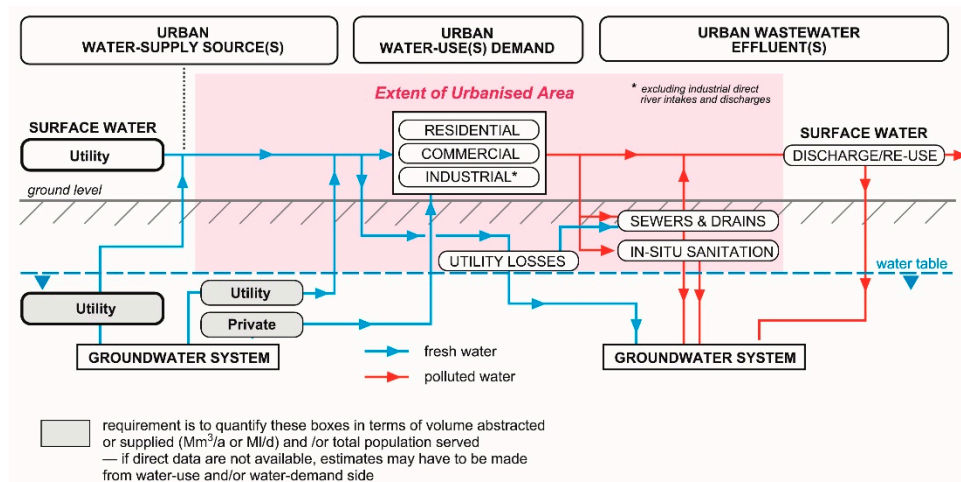 URBAN
WATER-SUPPLY SOURCE(S)
URBAN
WATER-USE(S) DEMAND
URBAN WASTEWATER
EFFLUENT(S)
Extent of Urbanised Area
* excluding industrial direct
river intakes and discharges
SURFACE WATER
Utility
RESIDENTIAL
COMMERCIAL
INDUSTRIAL*
SURFACE WATER
DISCHARGE/RE-USE
ground level
SEWERS & DRAINS
UTILITY LOSSES
IN-SITU SANITATION
water table
Utility
Utility
Private
GROUNDWATER SYSTEM
fresh water
polluted water
GROUNDWATER SYSTEM
requirement is to quantify these boxes in terms of volume abstracted
or supplied (Mm³/a or Ml/d) and /or total population served
— if direct data are not available, estimates may have to be made
from water-use and/or water-demand side